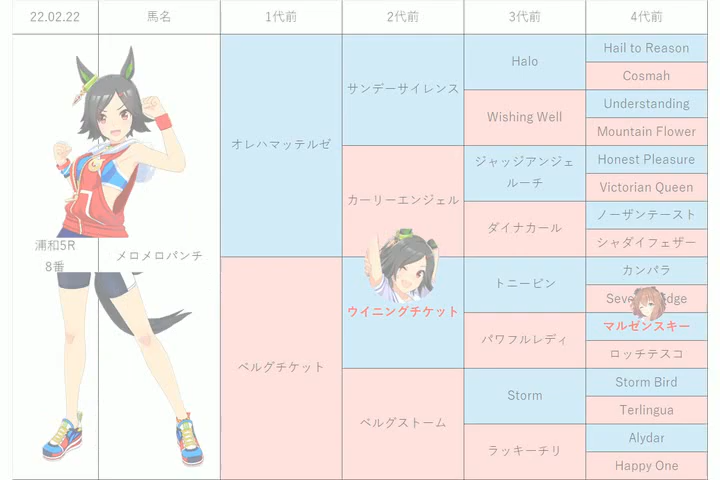 22.02.22 馬名 1代前 2代前 3代前 4代前
浦和5R
8番
メロメロパンチ
オレハマッテルゼ
ベルグチケット
サンデーサイレンス
カーリーエンジェル
ウイニングチケット
ベルグストーム
Halo
Wishing Well
ジャッジアンジェ
ルーチ
ダイナカール
トニービン
パワフルレディ
Storm
ラッキーチリ
Hail to Reason
Cosmah
Understanding
Mountain Flower
Honest Pleasure
Victorian Queen
ノーザンテースト
シャダイフェザー
カンパラ
マルゼンスキー
ロッチテスコ
Storm Bird
Terlingua
Alydar
Happy One